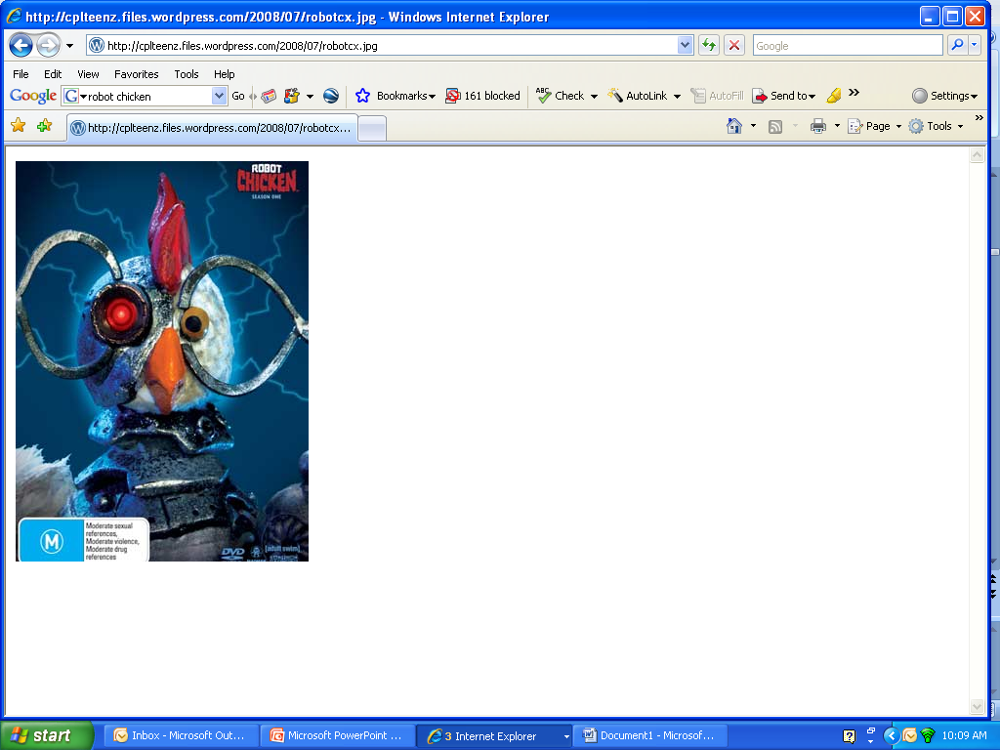 http://cplteenz.files.wordpress.com/2008/07/robotcx.jpg - Windows Internet Explorer
http://cplteenz.files.wordpress.com/2008/07/robotcx.jpg
Google
File Edit View Favorites Tools Help
Google G robot chicken Go Bookmarks 161 blocked ABC Check AutoLink AutoFill Send to » Settings
http://cplteenz.files.wordpress.com/2008/07/robotcx... Page Tools »
ROBOT
CHICKEN
SEASON ONE
M
Moderate sexual
references,
Moderate violence,
Moderate drug
references
DVD
[adult swim]
start Inbox - Microsoft Out... Microsoft PowerPoint ... 3 Internet Explorer Document1 - Microsof... 10:09 AM